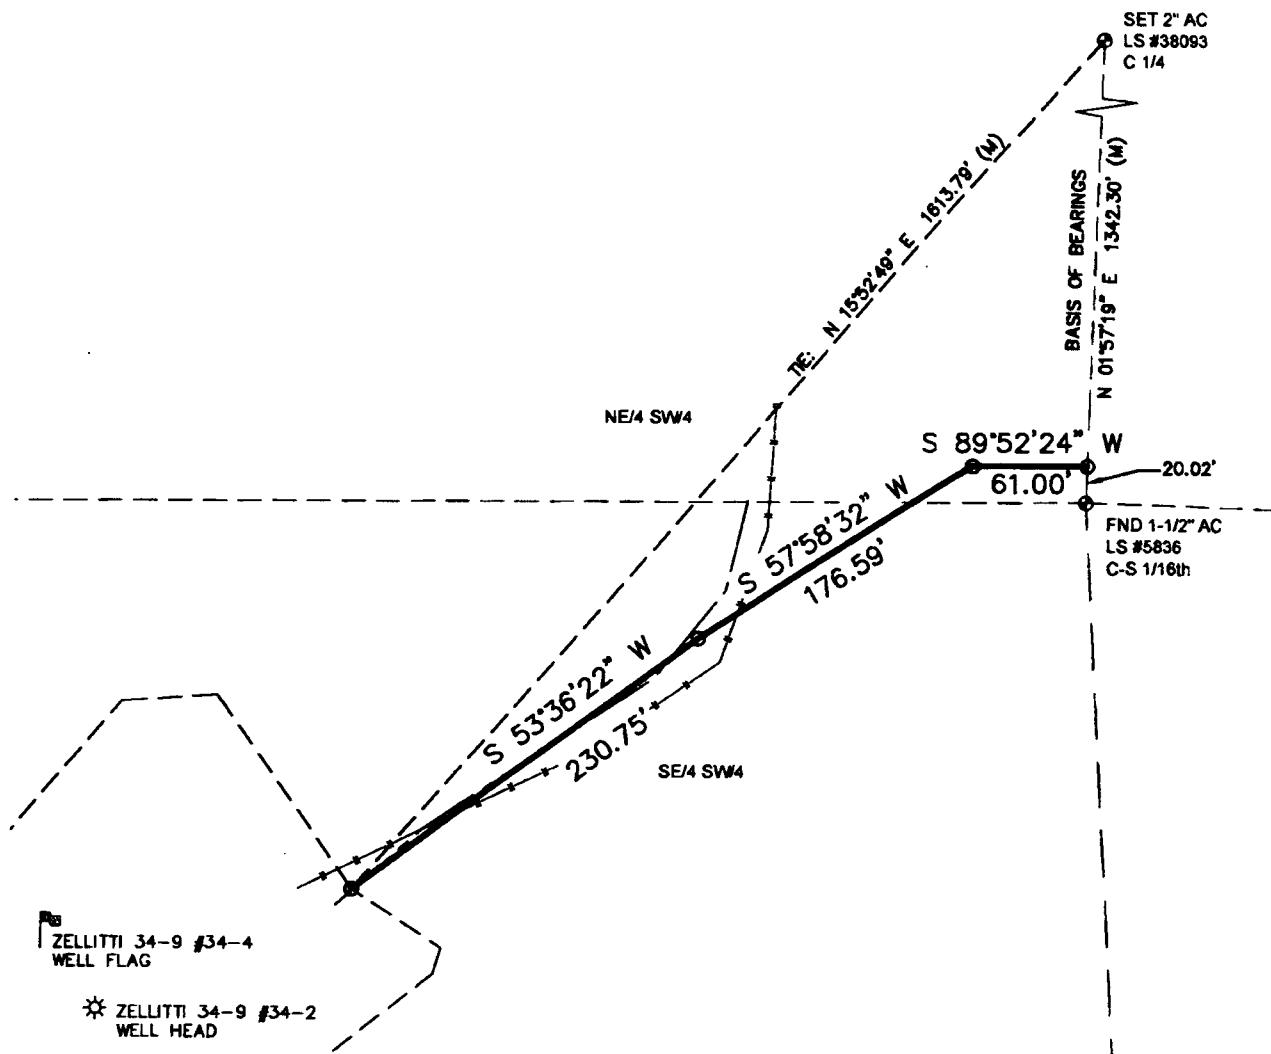 SET 2" AC
LS #38093
C 1/4
TIE: N 15°52'49" E 1613.79' (M)
BASIS OF BEARINGS
N 01°57'19" E 1342.30' (M)
NE/4 SW/4
S 89°52'24" W
61.00'
20.02'
FND 1-1/2" AC
LS #5836
C-S 1/16th
S 57°58'32" W
176.59'
S 53°36'22" W
230.75'
SE/4 SW/4
ZELLITTI 34-9 #34-4
WELL FLAG
ZELLITTI 34-9 #34-2
WELL HEAD